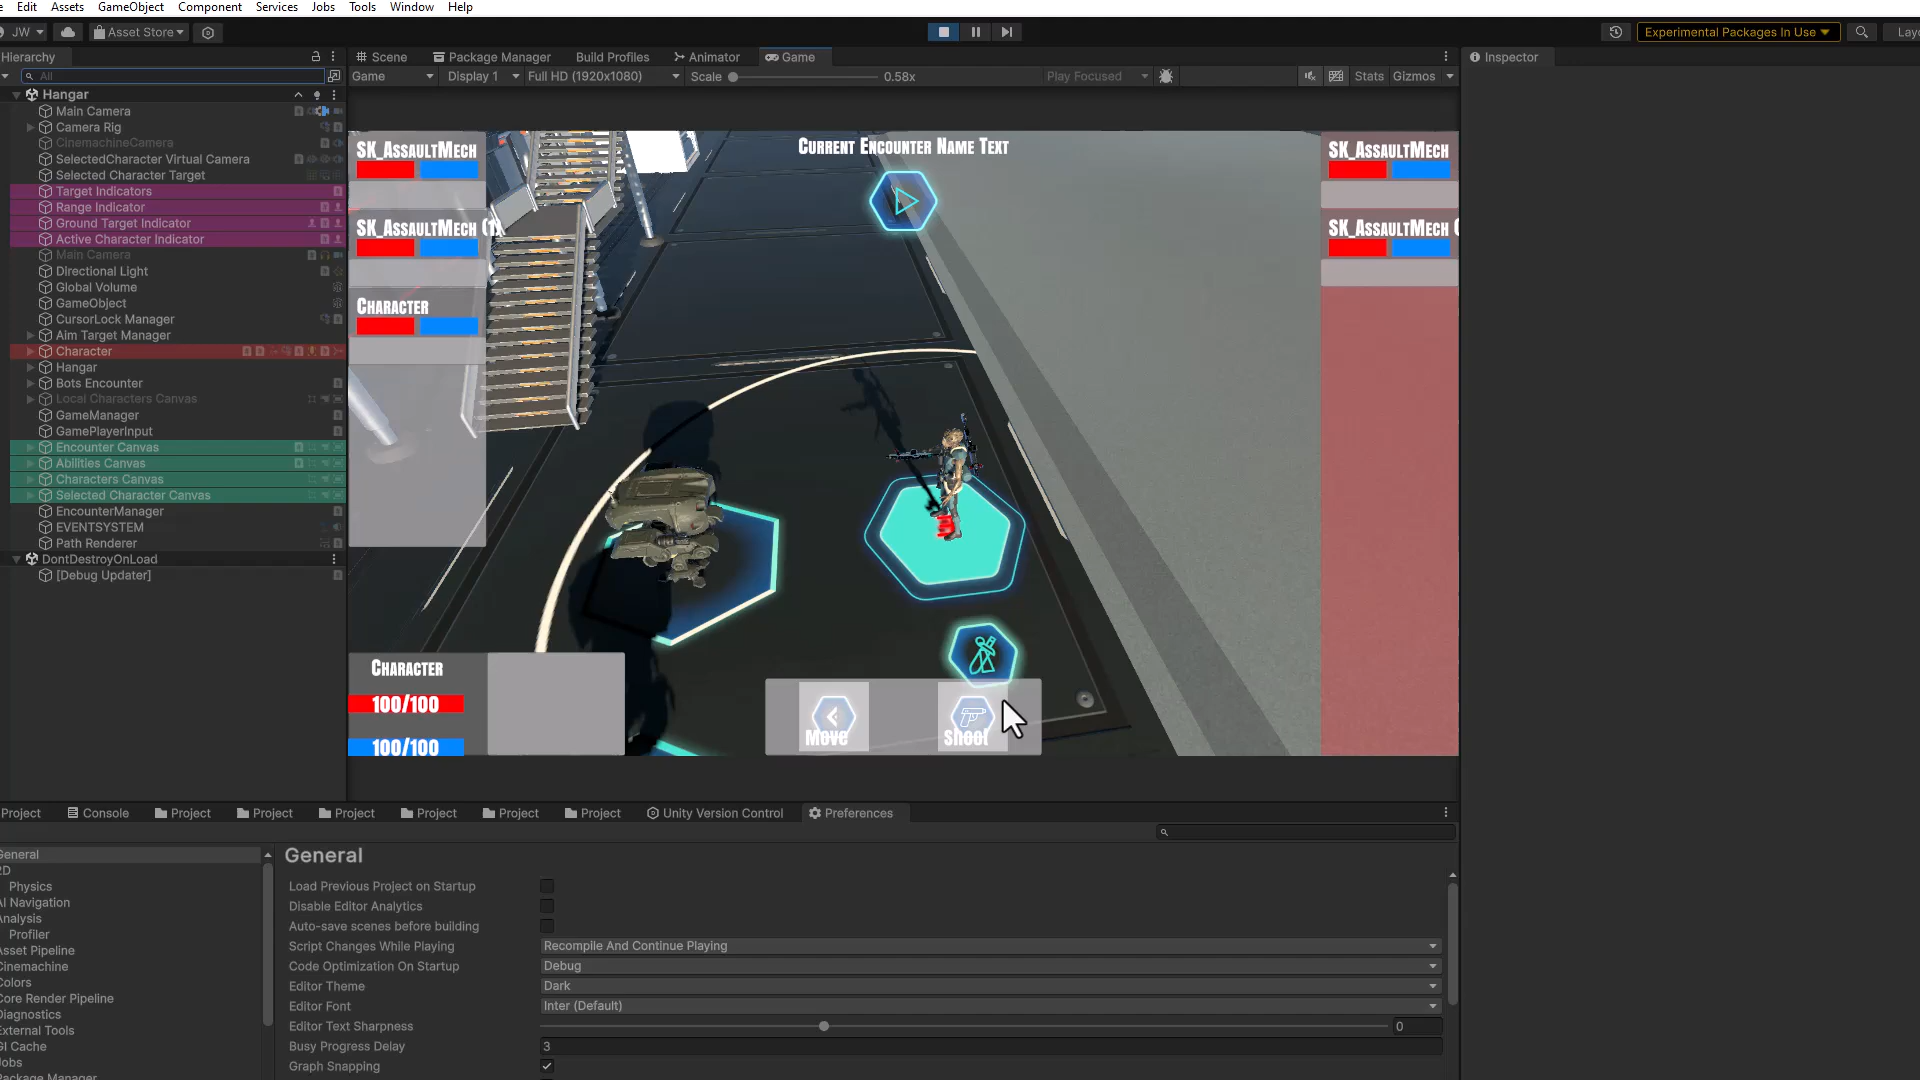 Edit Assets GameObject Component Services Jobs Tools Window Help
JW Asset Store Experimental Packages In Use
Hierarchy
All
Hangar
Main Camera
Camera Rig
CinemachineCamera
SelectedCharacter Virtual Camera
Selected Character Target
Target Indicators
Range Indicator
Ground Target Indicator
Active Character Indicator
Main Camera
Directional Light
Global Volume
GameObject
CursorLock Manager
Aim Target Manager
Character
Hangar
Bots Encounter
Local Characters Canvas
GameManager
GamePlayerInput
Encounter Canvas
Abilities Canvas
Characters Canvas
Selected Character Canvas
EncounterManager
EVENTSYSTEM
Path Renderer
DontDestroyOnLoad
[Debug Updater]
Scene Package Manager Build Profiles Animator Game
Game Display 1 Full HD (1920x1080) Scale 0.58x Play Focused Stats Gizmos
Inspector
SK_AssaultMech
SK_AssaultMech (1)
Character
Current Encounter Name Text
SK_AssaultMech
SK_AssaultMech (
Character
100/100
100/100
Move
Shoot
3
Project Console Project Project Project Project Project Project Unity Version Control Preferences
General
2D
Physics
AI Navigation
Analysis
Profiler
Asset Pipeline
Cinemachine
Colors
Core Render Pipeline
Diagnostics
External Tools
GI Cache
Jobs
Package Manager
General
Load Previous Project on Startup
Disable Editor Analytics
Auto-save scenes before building
Script Changes While Playing Recompile And Continue Playing
Code Optimization On Startup Debug
Editor Theme Dark
Editor Font Inter (Default)
Editor Text Sharpness 0
Busy Progress Delay 3
Graph Snapping